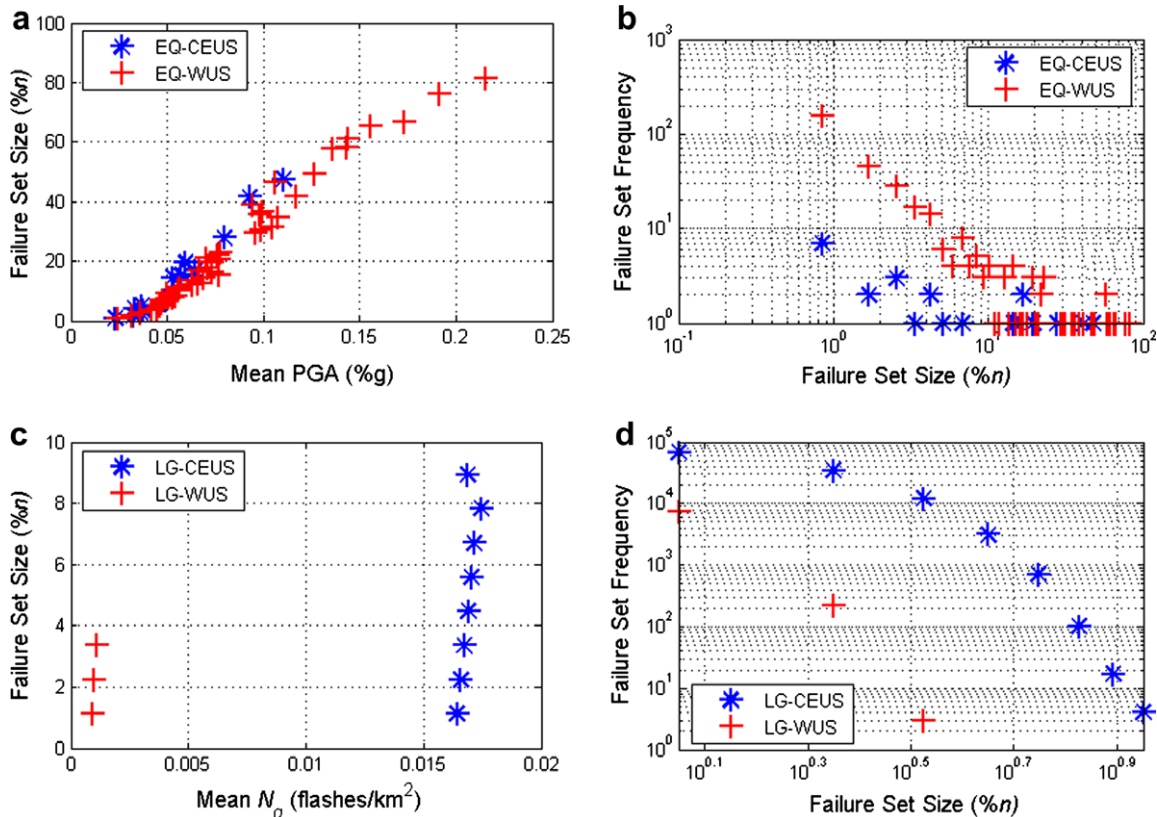 a
100
80
60
40
20
0
Failure Set Size (%n)
EQ-CEUS
EQ-WUS
0 0.05 0.1 0.15 0.2 0.25
Mean PGA (%g)
b
10³
10²
10¹
10⁰
Failure Set Frequency
EQ-CEUS
EQ-WUS
10⁻¹ 10⁰ 10¹ 10²
Failure Set Size (%n)
c
10
8
6
4
2
0
Failure Set Size (%n)
LG-CEUS
LG-WUS
0 0.005 0.01 0.015 0.02
Mean N_g (flashes/km²)
d
10⁵
10⁴
10³
10²
10¹
10⁰
Failure Set Frequency
LG-CEUS
LG-WUS
10^0.1 10^0.3 10^0.5 10^0.7 10^0.9
Failure Set Size (%n)